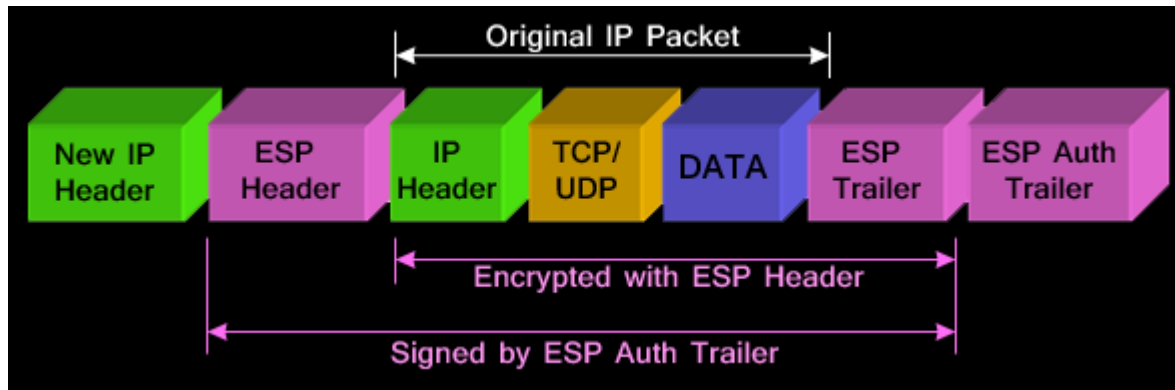 Original IP Packet
New IP
Header
ESP
Header
IP
Header
TCP/
UDP
DATA
ESP
Trailer
ESP Auth
Trailer
Encrypted with ESP Header
Signed by ESP Auth Trailer